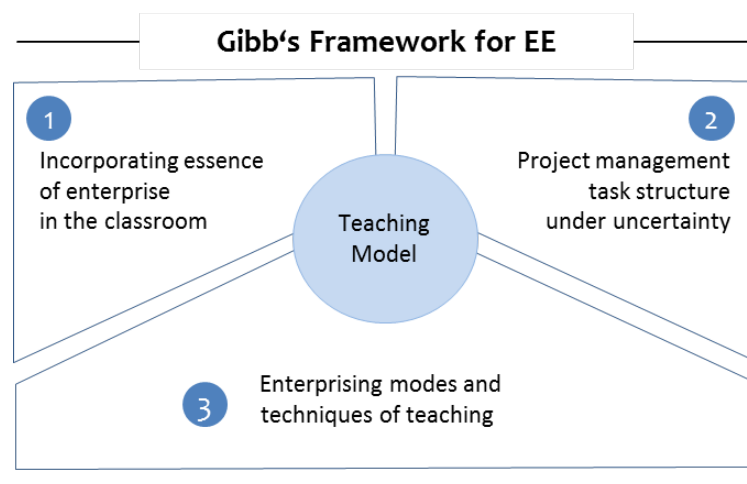 Gibb‘s Framework for EE
1
Incorporating essence
of enterprise
in the classroom
2
Project management
task structure
under uncertainty
Teaching
Model
3
Enterprising modes and
techniques of teaching